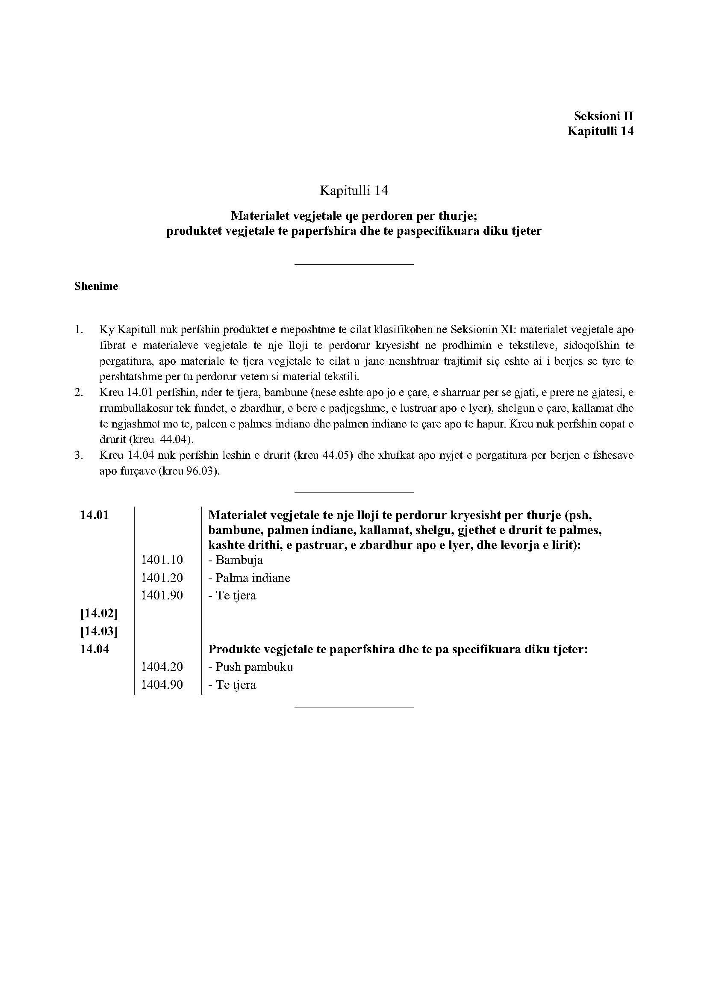 Seksioni II
Kapitulli 14
Kapitulli 14
Materialet vegjetale qe perdoren per thurje;
produktet vegjetale te paperfshira dhe te paspecifikuara diku tjeter
Shenime
1. Ky Kapitull nuk perfshin produktet e meposhtme te cilat klasifikohen ne Seksionin XI: materialet vegjetale apo
fibrat e materialeve vegjetale te nje lloji te perdorur kryesisht ne prodhimin e tekstileve, sidoqofshin te
pergatitura, apo materiale te tjera vegjetale te cilat u jane nenshtruar trajtimit siç eshte ai i berjes se tyre te
pershtatshme per tu perdorur vetem si material tekstili.
2. Kreu 14.01 perfshin, nder te tjera, bambune (nese eshte apo jo e çare, e sharruar per se gjati, e prere ne gjatesi, e
rrumbullakosur tek fundet, e zbardhur, e bere e padjegshme, e lustruar apo e lyer), shelgun e çare, kallamat dhe
te ngjashmet me te, palcen e palmes indiane dhe palmen indiane te çare apo te hapur. Kreu nuk perfshin copat e
drurit (kreu 44.04).
3. Kreu 14.04 nuk perfshin leshin e drurit (kreu 44.05) dhe xhufkat apo nyjet e pergatitura per berjen e fshesave
apo furçave (kreu 96.03).
14.01 Materialet vegjetale te nje lloji te perdorur kryesisht per thurje (psh,
bambune, palmen indiane, kallamat, shelgu, gjethet e drurit te palmes,
kashte drithi, e pastruar, e zbardhur apo e lyer, dhe levorja e lirit):
1401.10 - Bambuja
1401.20 - Palma indiane
1401.90 - Te tjera
[14.02]
[14.03]
14.04 Produkte vegjetale te paperfshira dhe te pa specifikuara diku tjeter:
1404.20 - Push pambuku
1404.90 - Te tjera